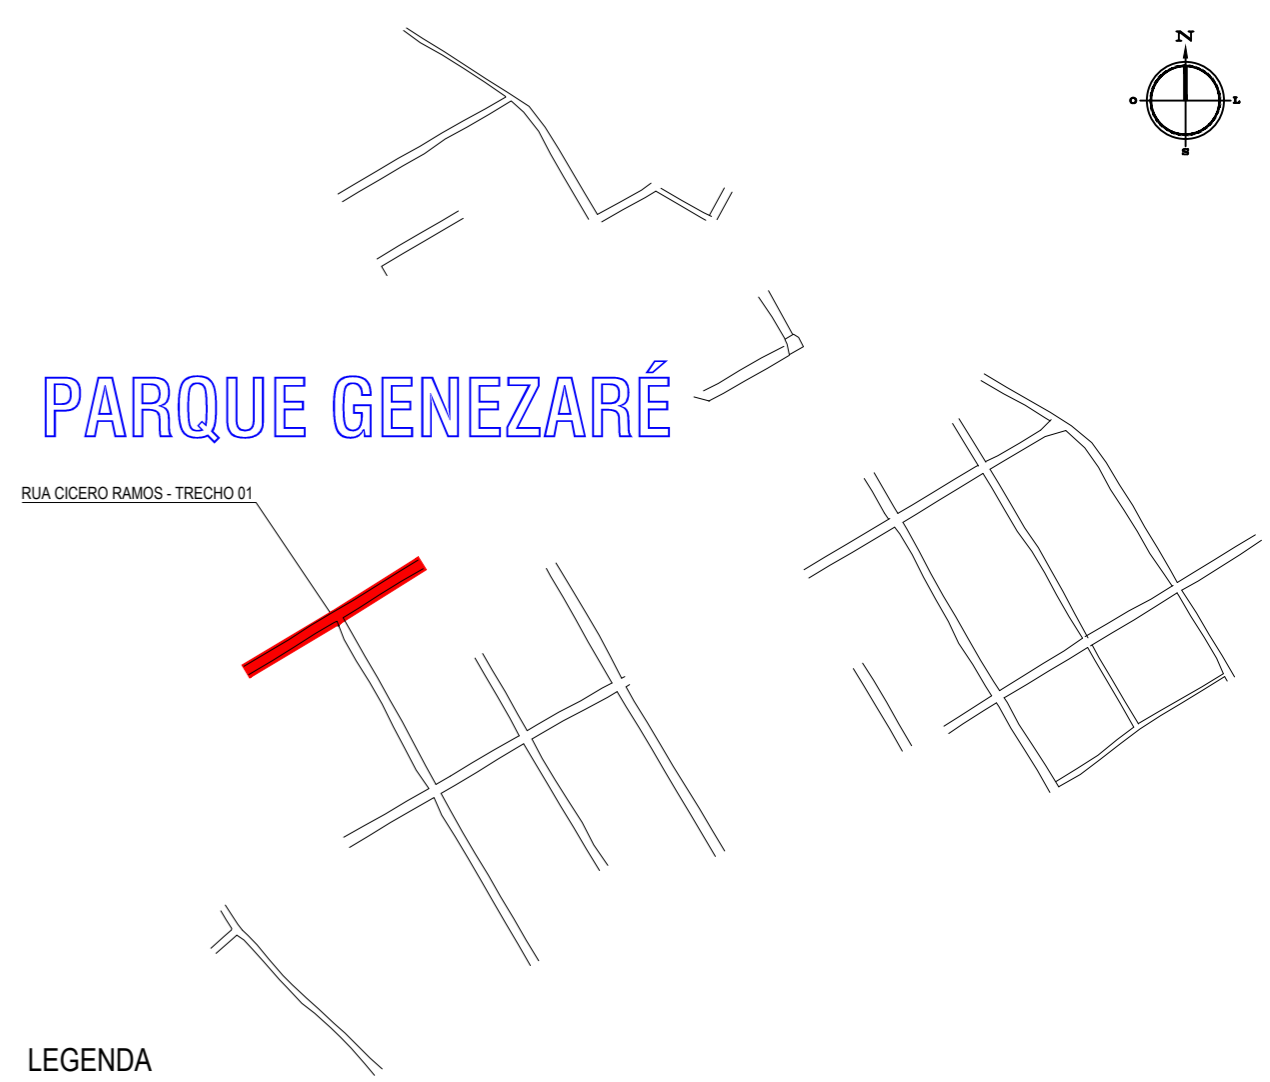 N
O L
S
PARQUE GENEZARÉ
RUA CICERO RAMOS - TRECHO 01
LEGENDA